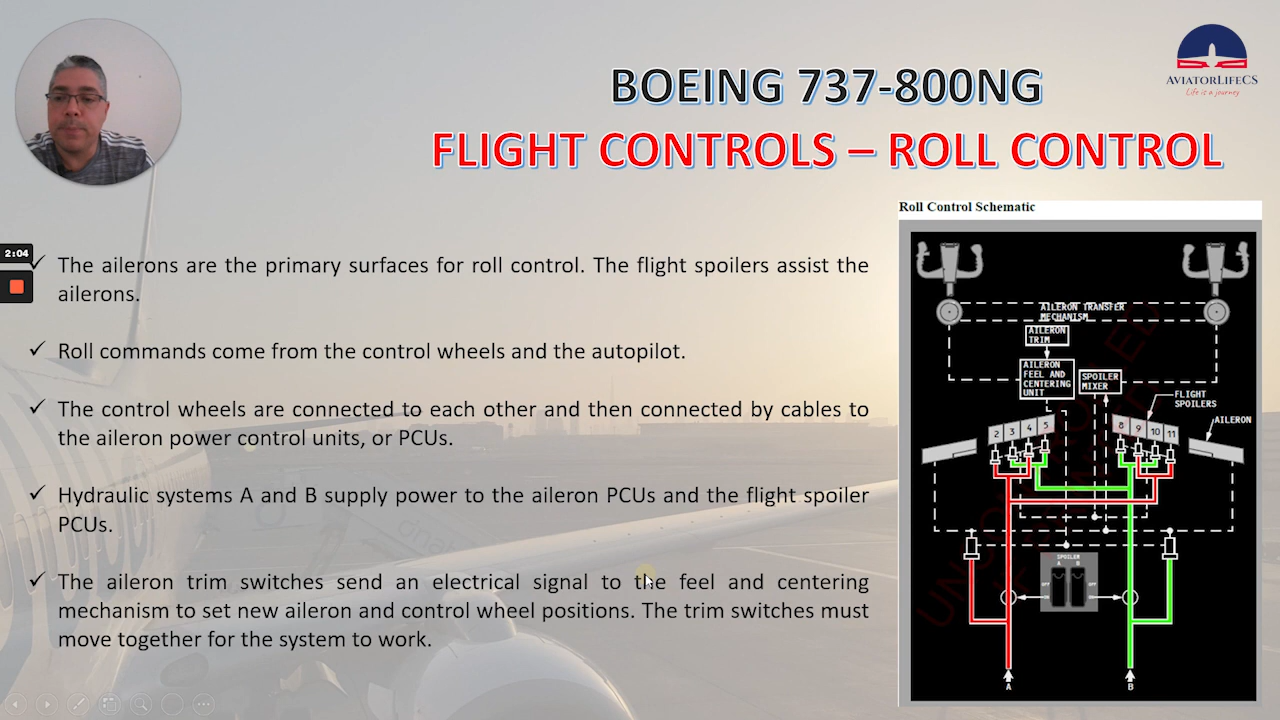 AVIATORLIFECS
Life is a journey
BOEING 737-800NG
FLIGHT CONTROLS – ROLL CONTROL
2:04
✓ The ailerons are the primary surfaces for roll control. The flight spoilers assist the
ailerons.
✓ Roll commands come from the control wheels and the autopilot.
✓ The control wheels are connected to each other and then connected by cables to
the aileron power control units, or PCUs.
✓ Hydraulic systems A and B supply power to the aileron PCUs and the flight spoiler
PCUs.
✓ The aileron trim switches send an electrical signal to the feel and centering
mechanism to set new aileron and control wheel positions. The trim switches must
move together for the system to work.
Roll Control Schematic
AILERON TRANSFER
MECHANISM
AILERON
TRIM
AILERON
FEEL AND
CENTERING
UNIT
SPOILER
MIXER
FLIGHT
SPOILERS
AILERON
2 3 4 5
8 9 10 11
SPOILER
A B
OFF OFF
ON ON
A B